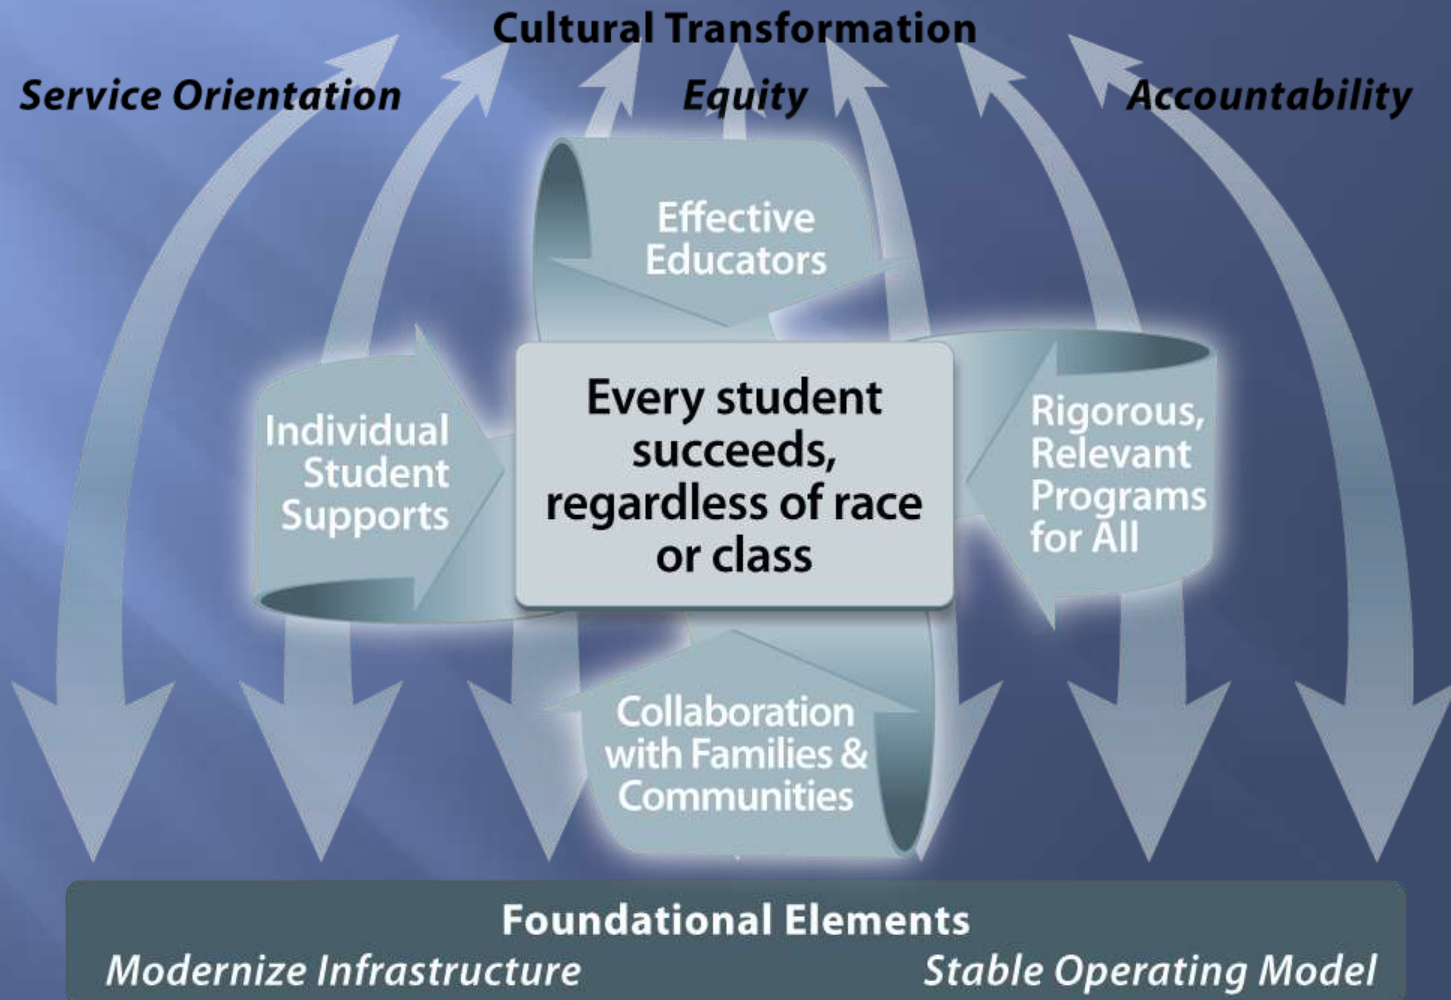 Cultural Transformation
Service Orientation
Equity
Accountability
Effective
Educators
Individual
Student
Supports
Every student
succeeds,
regardless of race
or class
Rigorous,
Relevant
Programs
for All
Collaboration
with Families &
Communities
Foundational Elements
Modernize Infrastructure
Stable Operating Model